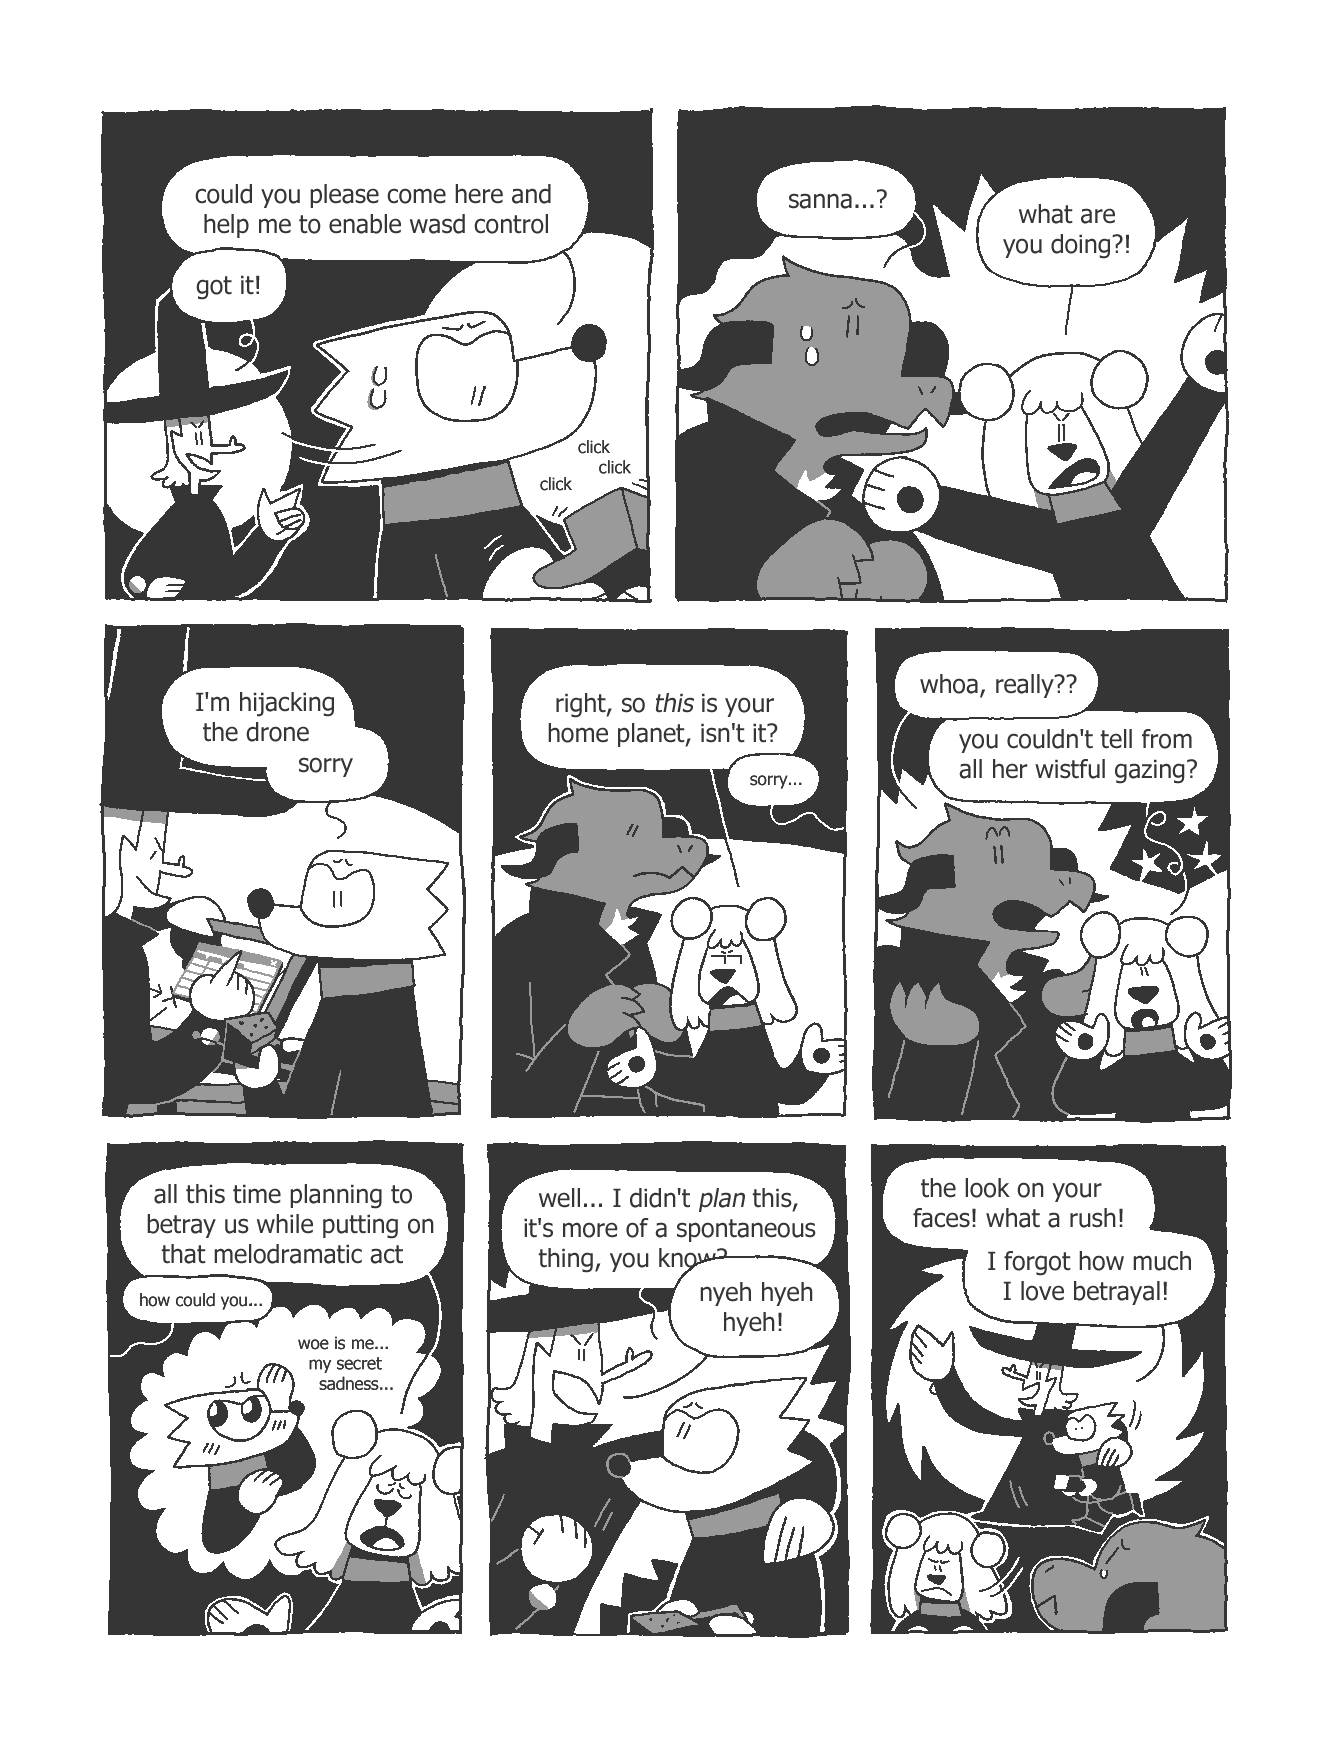 could you please come here and
help me to enable wasd control
got it!
click
click
click
sanna...?
what are
you doing?!
I'm hijacking
the drone
sorry
right, so this is your
home planet, isn't it?
sorry...
whoa, really??
you couldn't tell from
all her wistful gazing?
all this time planning to
betray us while putting on
that melodramatic act
how could you...
woe is me...
my secret
sadness...
well... I didn't plan this,
it's more of a spontaneous
thing, you know?
nyeh hyeh
hyeh!
the look on your
faces! what a rush!
I forgot how much
I love betrayal!